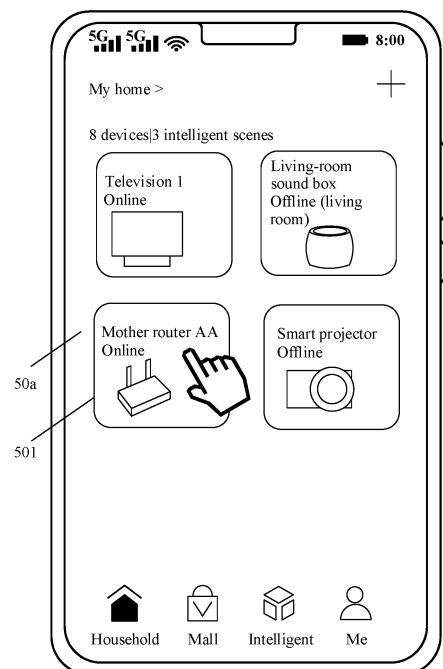 5G 5G 8:00
My home >
8 devices|3 intelligent scenes
Television 1
Online
Living-room
sound box
Offline (living
room)
Mother router AA
Online
Smart projector
Offline
50a
501
Household Mall Intelligent Me